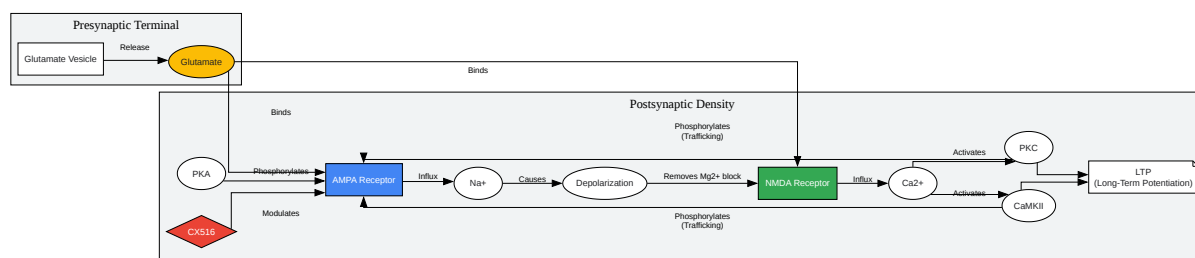 Presynaptic Terminal
Glutamate Vesicle
Release
Glutamate
Binds
Binds
Postsynaptic Density
Phosphorylates
(Trafficking)
PKA
Phosphorylates
AMPA Receptor
Influx
Na+
Causes
Depolarization
Removes Mg2+ block
NMDA Receptor
Influx
Ca2+
Activates
PKC
Activates
CaMKII
LTP
(Long-Term Potentiation)
CX516
Modulates
Phosphorylates
(Trafficking)